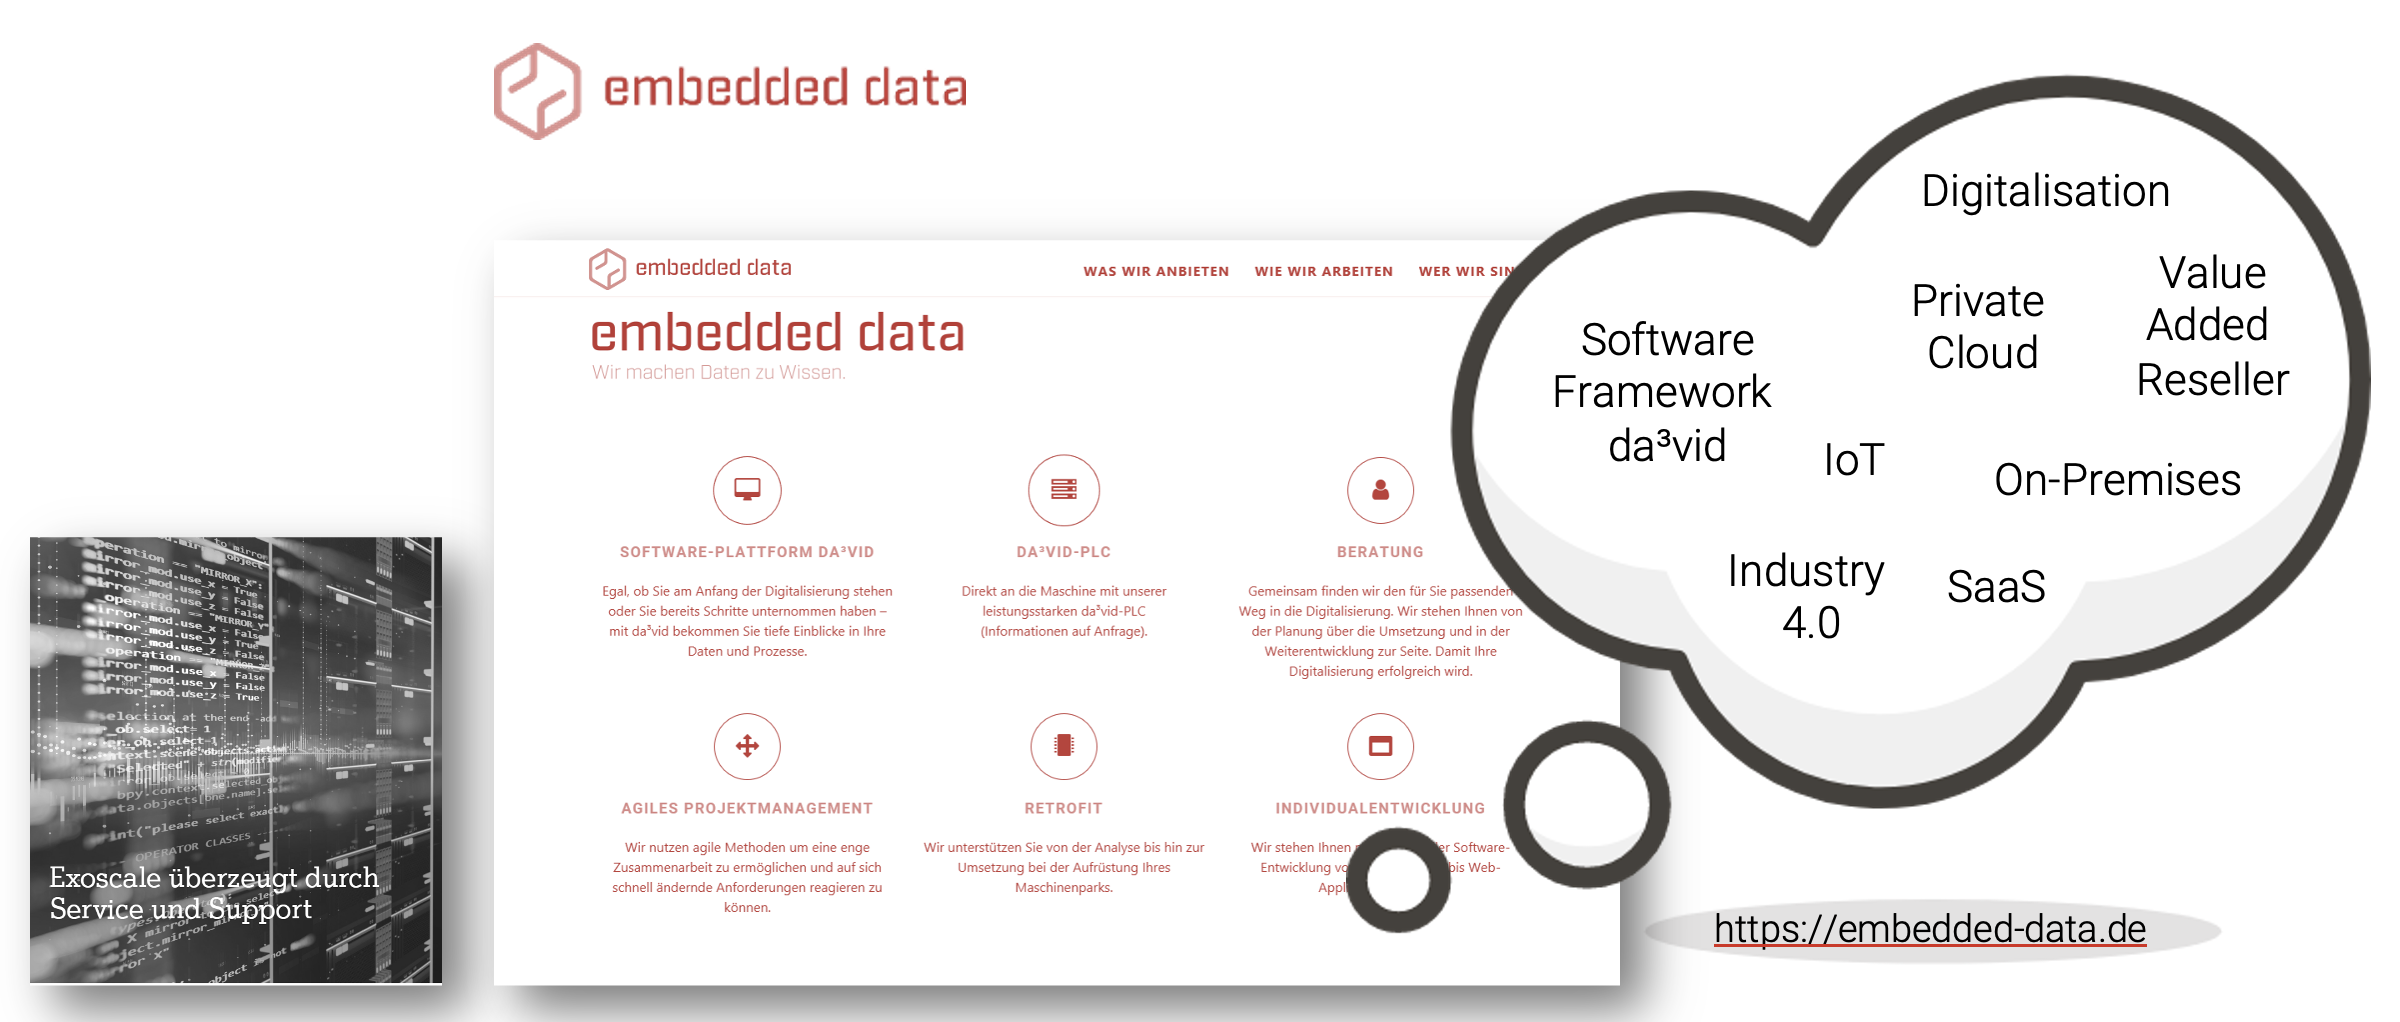 embedded data
embedded data
WAS WIR ANBIETEN WIE WIR ARBEITEN WER WIR
embedded data
Wir machen Daten zu Wissen.
SOFTWARE-PLATTFORM DA³VID
Egal, ob Sie am Anfang der Digitalisierung stehen
oder Sie bereits Schritte unternommen haben –
mit da³vid bekommen Sie tiefe Einblicke in Ihre
Daten und Prozesse.
DA³VID-PLC
Direkt an die Maschine mit unserer
leistungsstarken da³vid-PLC
(Informationen auf Anfrage).
BERATUNG
Gemeinsam finden wir den für Sie passenden
Weg in die Digitalisierung. Wir stehen Ihnen von
der Planung über die Umsetzung und in der
Weiterentwicklung zur Seite. Damit Ihre
Digitalisierung erfolgreich wird.
AGILES PROJEKTMANAGEMENT
Wir nutzen agile Methoden um eine enge
Zusammenarbeit zu ermöglichen und auf sich
schnell ändernde Anforderungen reagieren zu
können.
RETROFIT
Wir unterstützen Sie von der Analyse bis hin zur
Umsetzung bei der Aufrüstung Ihres
Maschinenparks.
INDIVIDUALENTWICKLUNG
Wir stehen Ihnen Software-
Entwicklung bis Web-
Digitalisation
Software
Framework
da³vid
Private
Cloud
Value
Added
Reseller
IoT
On-Premises
Industry
4.0
SaaS
https://embedded-data.de
Exoscale überzeugt durch
Service und Support